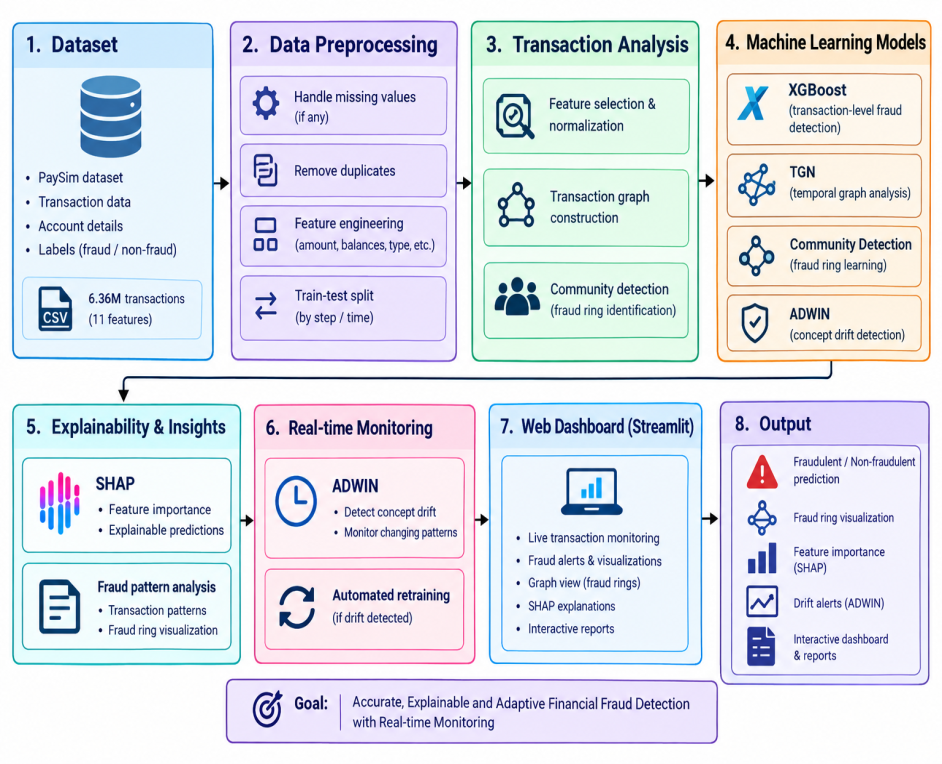 1. Dataset
PaySim dataset
Transaction data
Account details
Labels (fraud / non-fraud)
CSV
6.36M transactions
(11 features)
2. Data Preprocessing
Handle missing values
(if any)
Remove duplicates
Feature engineering
(amount, balances, type, etc.)
Train-test split
(by step / time)
3. Transaction Analysis
Feature selection &
normalization
Transaction graph
construction
Community detection
(fraud ring identification)
4. Machine Learning Models
X
XGBoost
(transaction-level fraud
detection)
TGN
(temporal graph analysis)
Community Detection
(fraud ring learning)
ADWIN
(concept drift detection)
5. Explainability & Insights
SHAP
• Feature importance
• Explainable predictions
Fraud pattern analysis
• Transaction patterns
• Fraud ring visualization
6. Real-time Monitoring
ADWIN
• Detect concept drift
• Monitor changing patterns
Automated retraining
(if drift detected)
7. Web Dashboard (Streamlit)
• Live transaction monitoring
• Fraud alerts & visualizations
• Graph view (fraud rings)
• SHAP explanations
• Interactive reports
8. Output
Fraudulent / Non-fraudulent
prediction
Fraud ring visualization
Feature importance
(SHAP)
Drift alerts (ADWIN)
Interactive dashboard
& reports
Goal:
Accurate, Explainable and Adaptive Financial Fraud Detection
with Real-time Monitoring